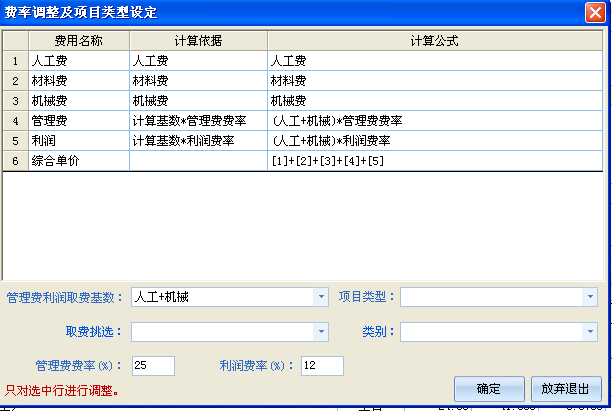 费率调整及项目类型设定
费用名称 计算依据 计算公式
1 人工费 人工费 人工费
2 材料费 材料费 材料费
3 机械费 机械费 机械费
4 管理费 计算基数*管理费费率 (人工+机械)*管理费费率
5 利润 计算基数*利润费率 (人工+机械)*利润费率
6 综合单价 [1]+[2]+[3]+[4]+[5]
管理费利润取费基数： 人工+机械 项目类型：
取费挑选： 类别：
管理费费率(%)： 25 利润费率(%)： 12
只对选中行进行调整。
确定 放弃退出